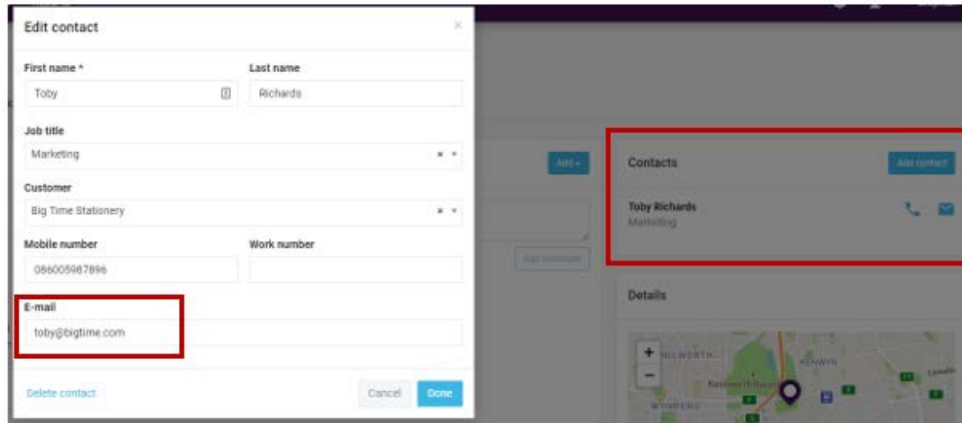 Edit contact
×
First name *
Last name
Toby
Richards
Job title
Marketing
Customer
Big Time Stationery
Mobile number
Work number
086005987896
E-mail
toby@bigtime.com
Delete contact
Cancel
Done
Add
Add comment
Contacts
Add contact
Toby Richards
Marketing
Details
+
−
KENWYN
WYNBERG